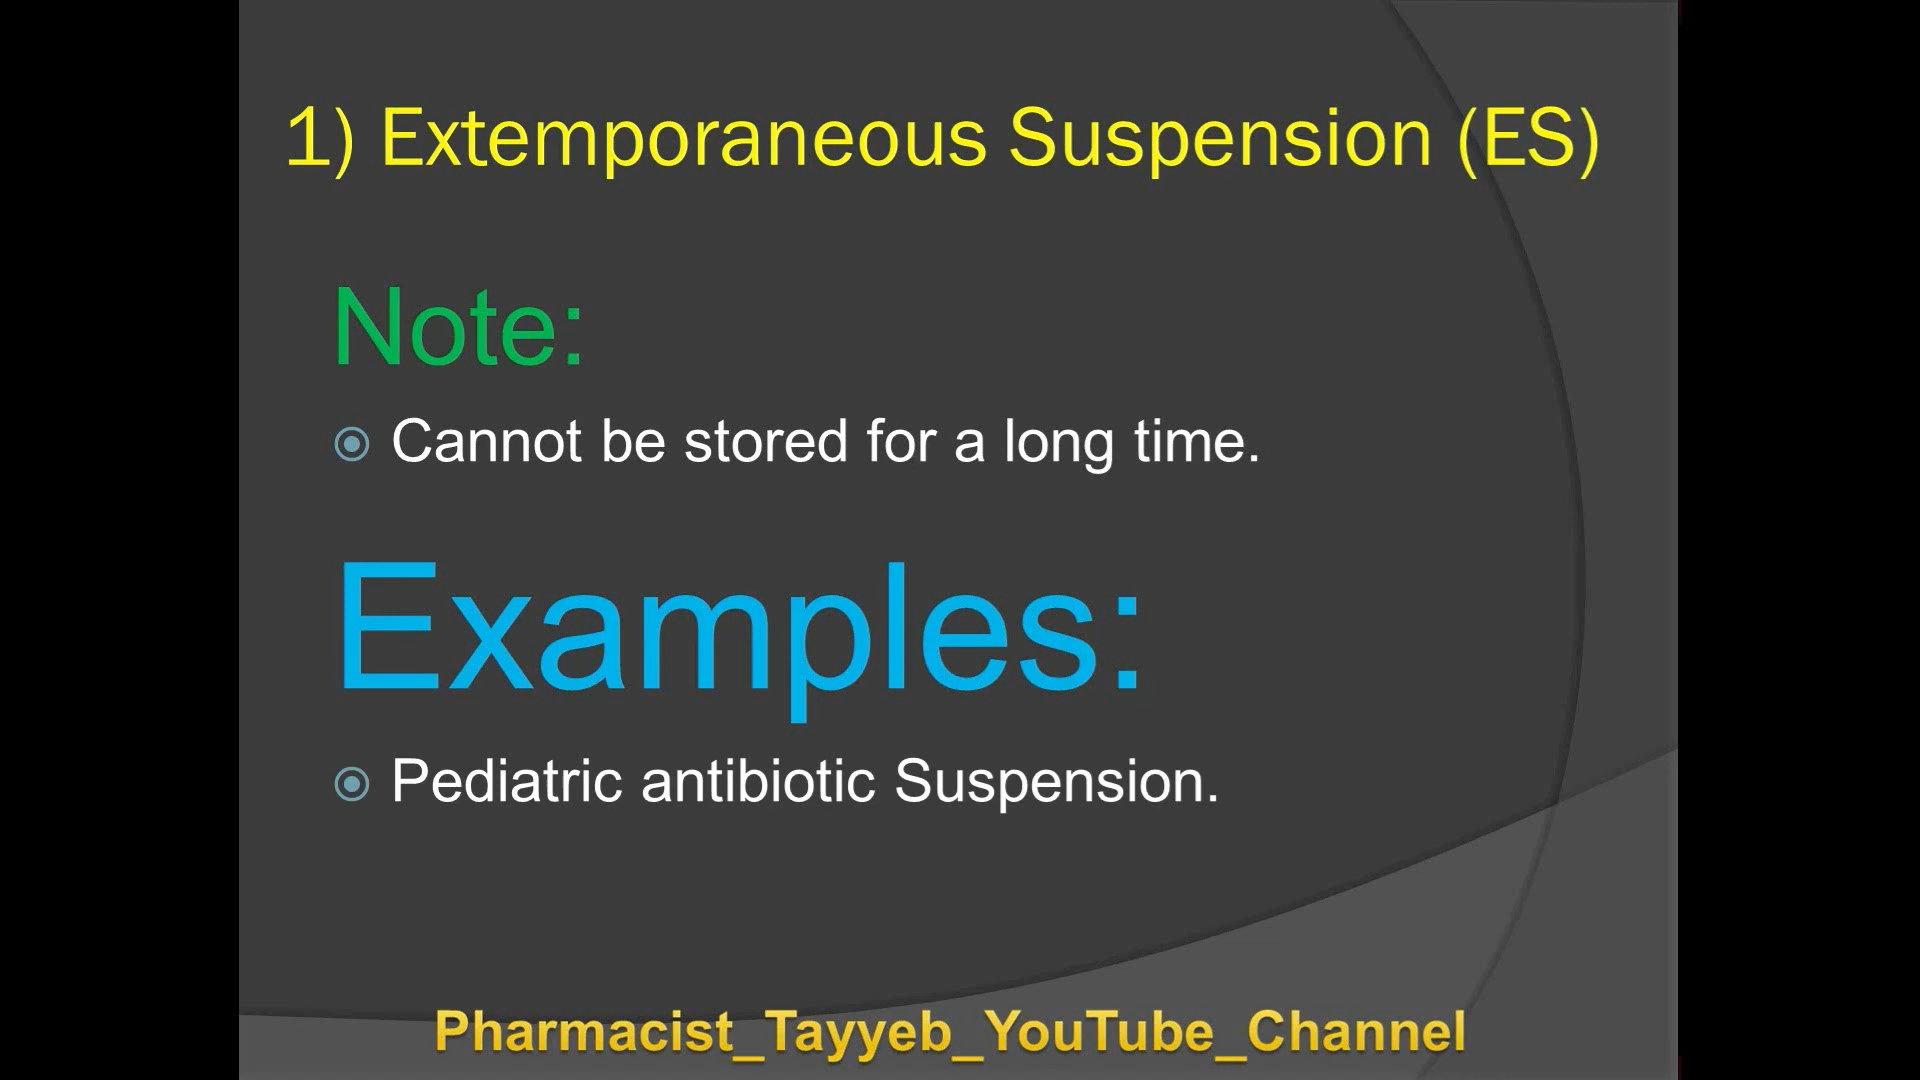 1) Extemporaneous Suspension (ES)
Note:
Cannot be stored for a long time.
Examples:
Pediatric antibiotic Suspension.
Pharmacist_Tayyeb_YouTube_Channel